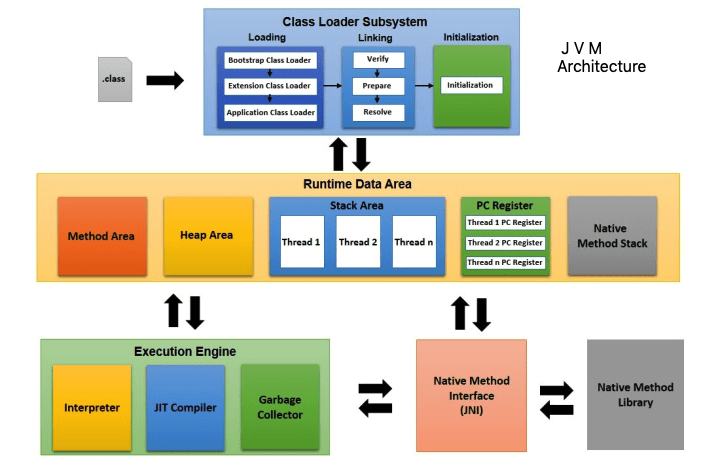 Class Loader Subsystem
J V M
Architecture
Loading
Linking
Initialization
.class
Bootstrap Class Loader
Extension Class Loader
Application Class Loader
Verify
Prepare
Resolve
Initialization
Runtime Data Area
Method Area
Heap Area
Stack Area
Thread 1
Thread 2
Thread n
PC Register
Thread 1 PC Register
Thread 2 PC Register
Thread n PC Register
Native
Method Stack
Execution Engine
Interpreter
JIT Compiler
Garbage
Collector
Native Method
Interface
(JNI)
Native Method
Library